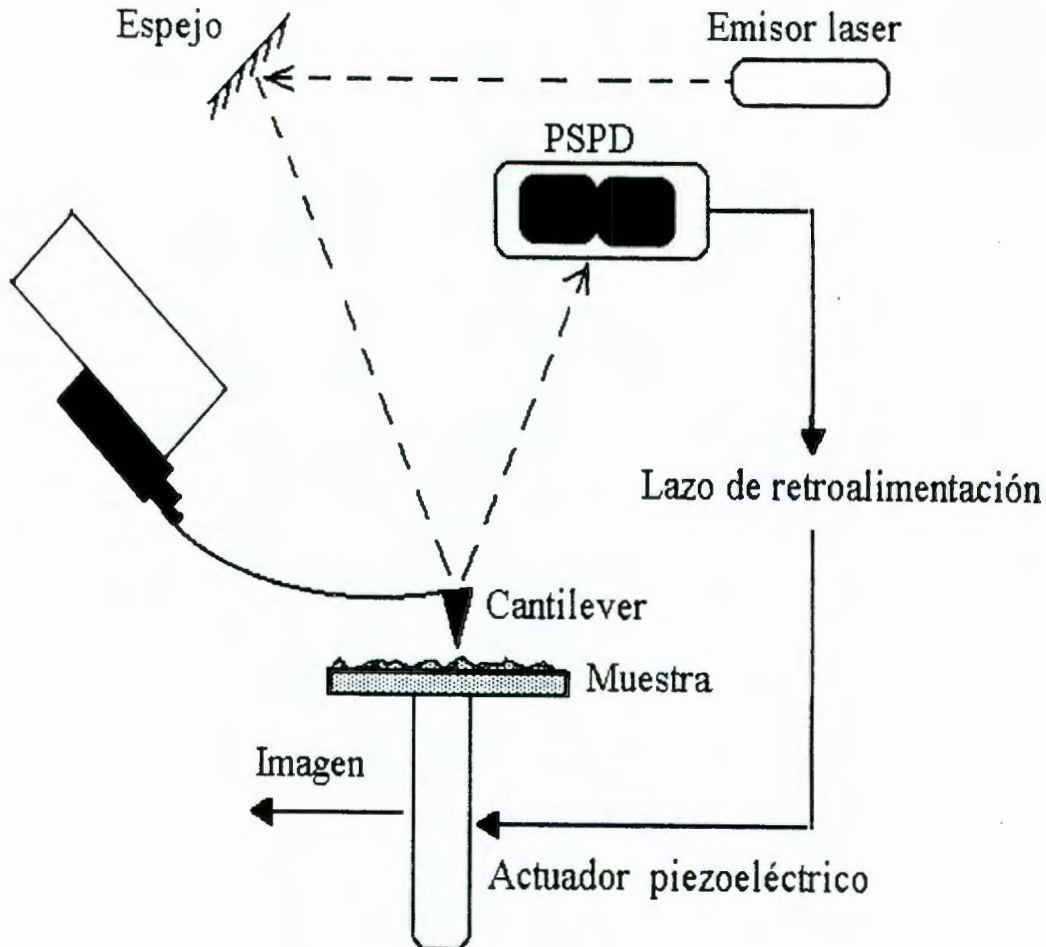 Espejo
Emisor laser
PSPD
Lazo de retroalimentación
Cantilever
Muestra
Imagen
Actuador piezoeléctrico